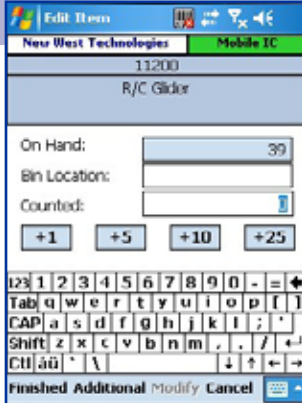 Edit Item
New West Technologies Mobile IC
11200
R/C Glider
On Hand: 39
Bin Location:
Counted: 0
+1 +5 +10 +25
123 1 2 3 4 5 6 7 8 9 0 - =
Tab q w e r t y u i o p [ ]
CAP a s d f g h j k l ; '
Shift z x c v b n m , . /
Ctl áü ` \
Finished Additional Modify Cancel